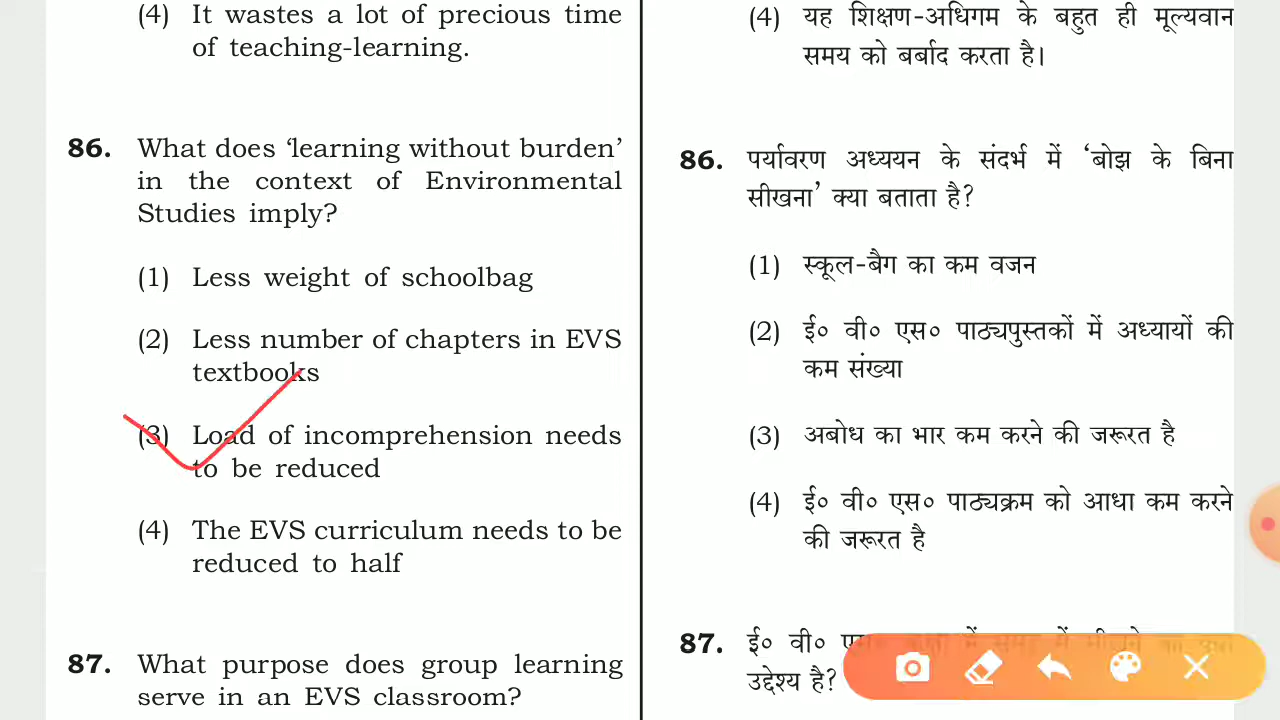 (4) It wastes a lot of precious time
of teaching-learning.
86. What does ‘learning without burden’
in the context of Environmental
Studies imply?
(1) Less weight of schoolbag
(2) Less number of chapters in EVS
textbooks
(3) Load of incomprehension needs
to be reduced
(4) The EVS curriculum needs to be
reduced to half
87. What purpose does group learning
serve in an EVS classroom?
(4) यह शिक्षण-अधिगम के बहुत ही मूल्यवान
समय को बर्बाद करता है।
86. पर्यावरण अध्ययन के संदर्भ में ‘बोझ के बिना
सीखना’ क्या बताता है?
(1) स्कूल-बैग का कम वजन
(2) ई० वी० एस० पाठ्यपुस्तकों में अध्यायों की
कम संख्या
(3) अबोध का भार कम करने की जरूरत है
(4) ई० वी० एस० पाठ्यक्रम को आधा कम करने
की जरूरत है
87. ई० वी०
उद्देश्य है?